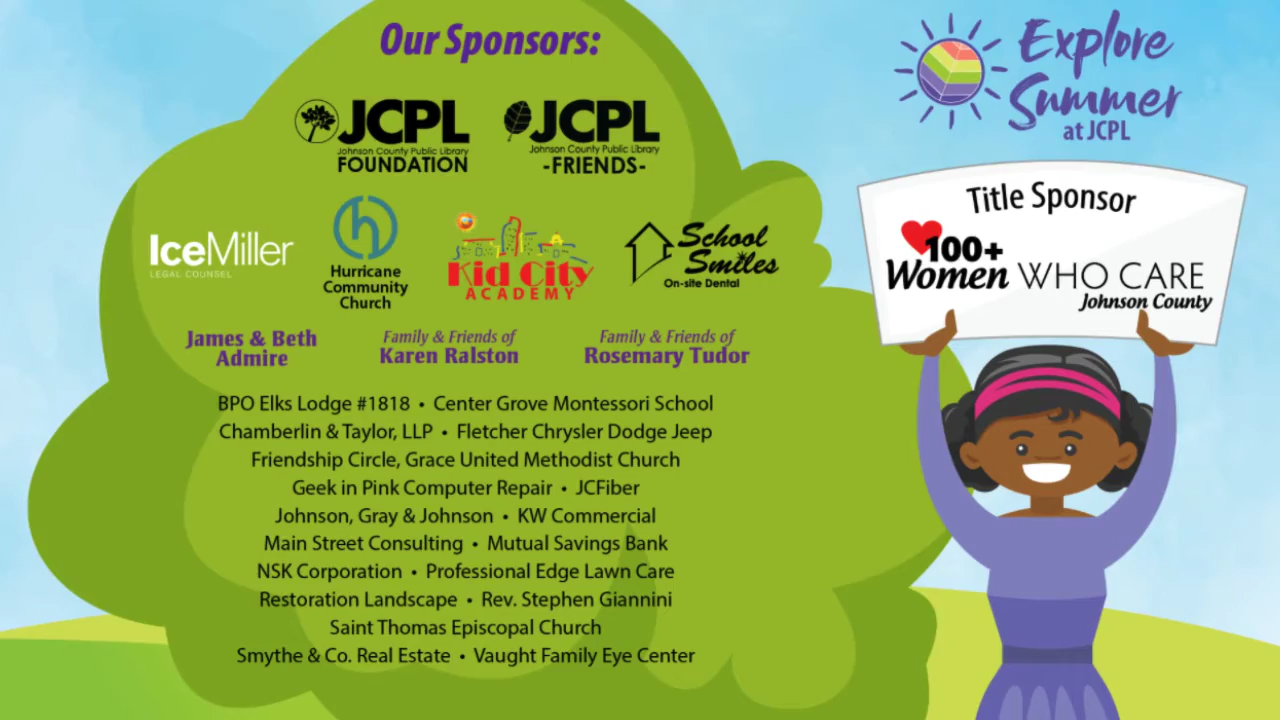 Our Sponsors:
JCPL
Johnson County Public Library
FOUNDATION
JCPL
Johnson County Public Library
-FRIENDS-
IceMiller
LEGAL COUNSEL
h
Hurricane
Community
Church
Kid City
ACADEMY
School
Smiles
On-site Dental
James & Beth
Admire
Family & Friends of
Karen Ralston
Family & Friends of
Rosemary Tudor
BPO Elks Lodge #1818 • Center Grove Montessori School
Chamberlin & Taylor, LLP • Fletcher Chrysler Dodge Jeep
Friendship Circle, Grace United Methodist Church
Geek in Pink Computer Repair • JCFiber
Johnson, Gray & Johnson • KW Commercial
Main Street Consulting • Mutual Savings Bank
NSK Corporation • Professional Edge Lawn Care
Restoration Landscape • Rev. Stephen Giannini
Saint Thomas Episcopal Church
Smythe & Co. Real Estate • Vaught Family Eye Center
Explore
Summer
at JCPL
Title Sponsor
100+
Women WHO CARE
Johnson County